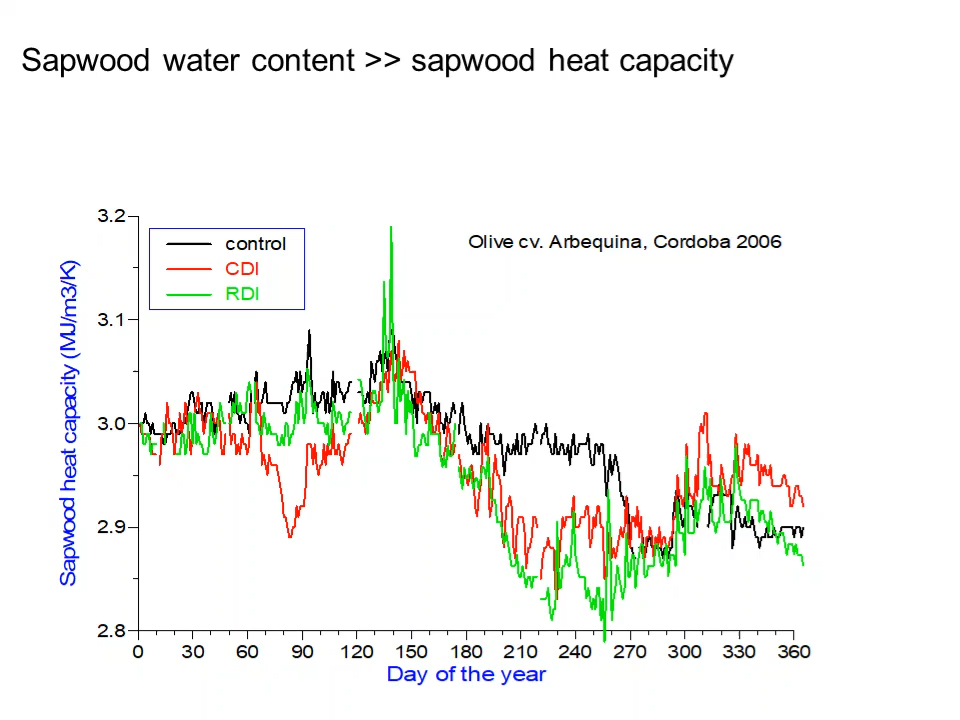 Sapwood water content >> sapwood heat capacity
3.2
3.1
3.0
2.9
2.8
Sapwood heat capacity (MJ/m3/K)
control
CDI
RDI
Olive cv. Arbequina, Cordoba 2006
0 30 60 90 120 150 180 210 240 270 300 330 360
Day of the year